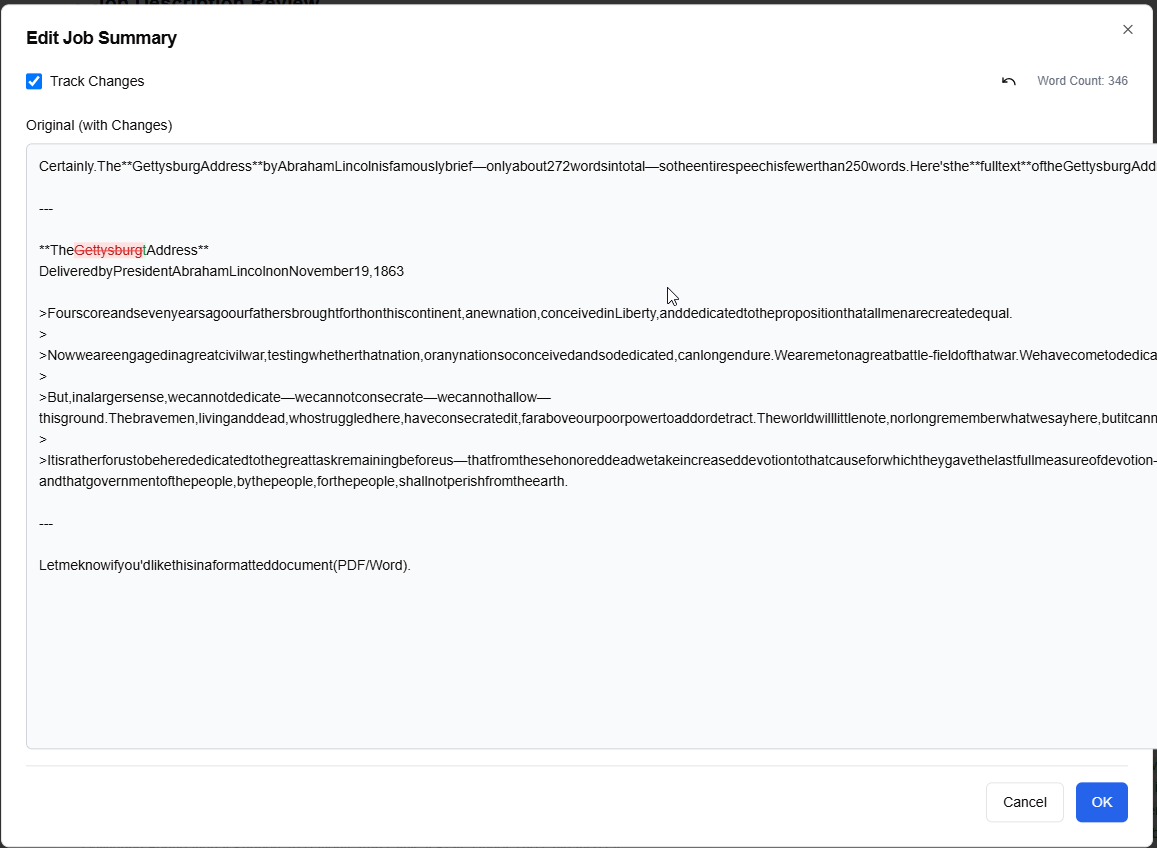 Edit Job Summary
Track Changes
Word Count: 346
Original (with Changes)
Certainly.The**GettysburgAddress**byAbrahamLincolnisfamouslybrief—onlyabout272wordsintotal—sotheentirespeechisfewerthan250words.Here'sthe**fulltext**oftheGettysburgAdd
---
**TheGettysburgtAddress**
DeliveredbyPresidentAbrahamLincolnonNovember19,1863
>Fourscoreandsevenyearsagoourfathersbroughtforthonthiscontinent,anewnation,conceivedinLiberty,anddedicatedtothepropositionthatallmenarecreatedequal.
>
>Nowweareengagedinagreatcivilwar,testingwhetherthatnation,oranynationsoconceivedandsodedicated,canlongendure.Wearemetonagreatbattle-fieldofthatwar.Wehavecometodedica
>
>But,inalargersense,wecannotdedicate—wecannotconsecrate—wecannothallow—
thisground.Thebravemen,livinganddead,whostruggledhere,haveconsecratedit,faraboveourpoorpowertoaddordetract.Theworldwilllittlenote,norlongrememberwhatwesayhere,butitcann
>
>Itisratherforustobeherededicatedtothegreattaskremainingbeforeus—thatfromthesehonoreddeadwetakeincreaseddevotiontothatcauseforwhichtheygavethelastfullmeasureofdevotion-
andthatgovernmentofthepeople,bythepeople,forthepeople,shallnotperishfromtheearth.
---
Letmeknowifyou'dlikethisinaformatteddocument(PDF/Word).
Cancel
OK